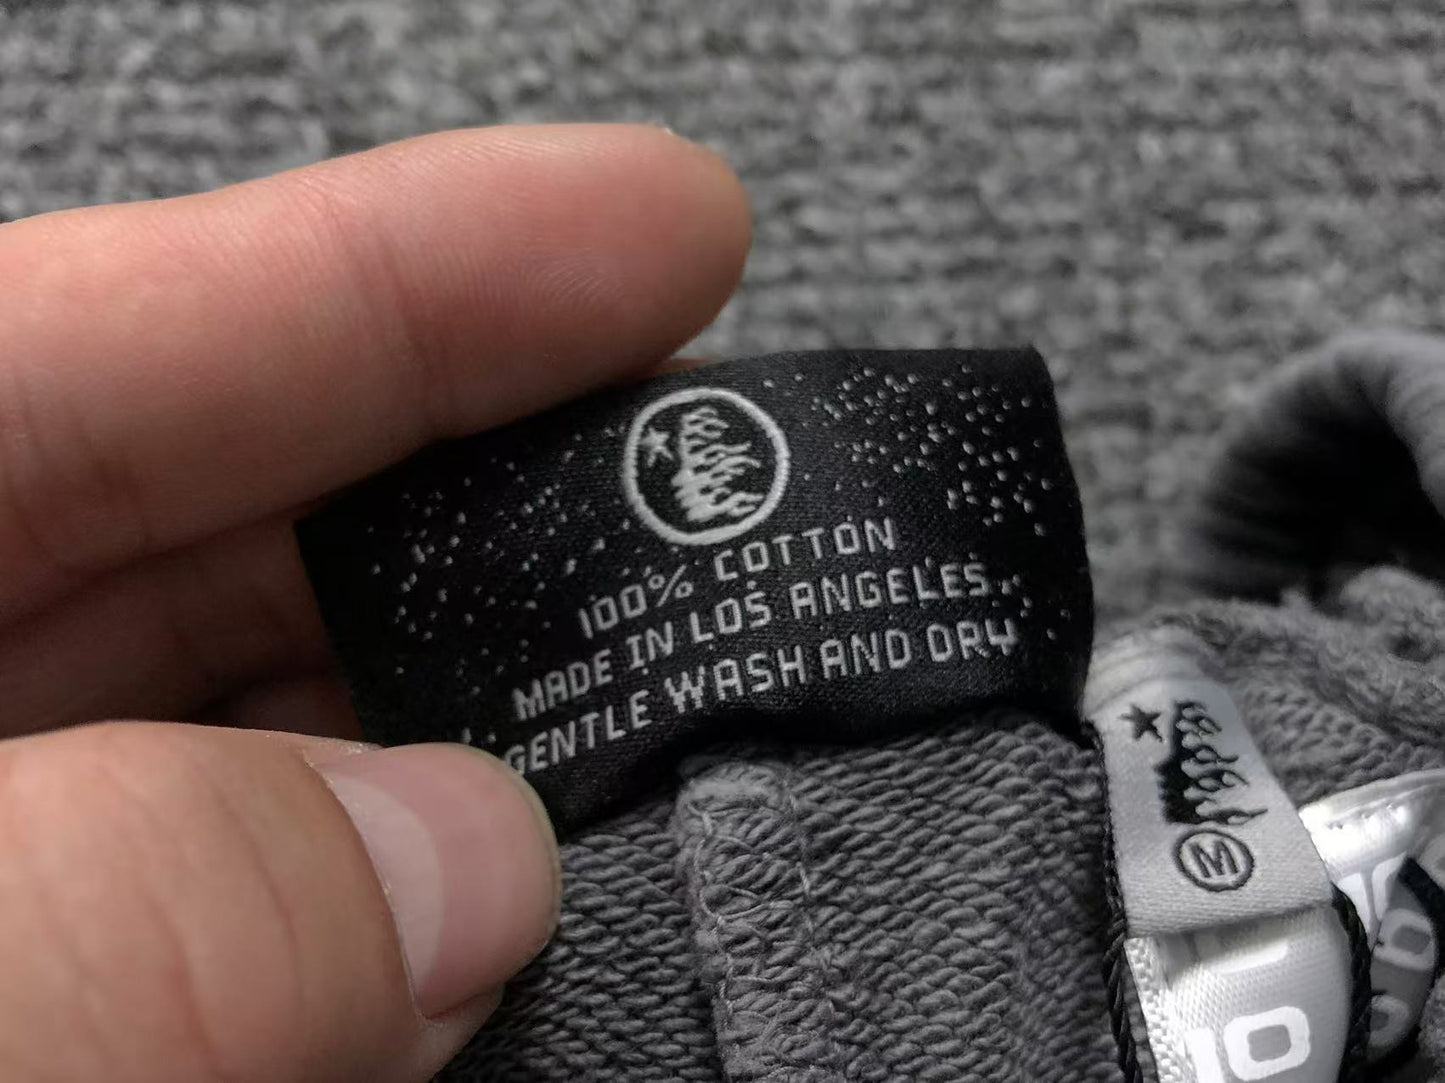 100% COTTON
MADE IN LOS ANGELES
GENTLE WASH AND DRY
M